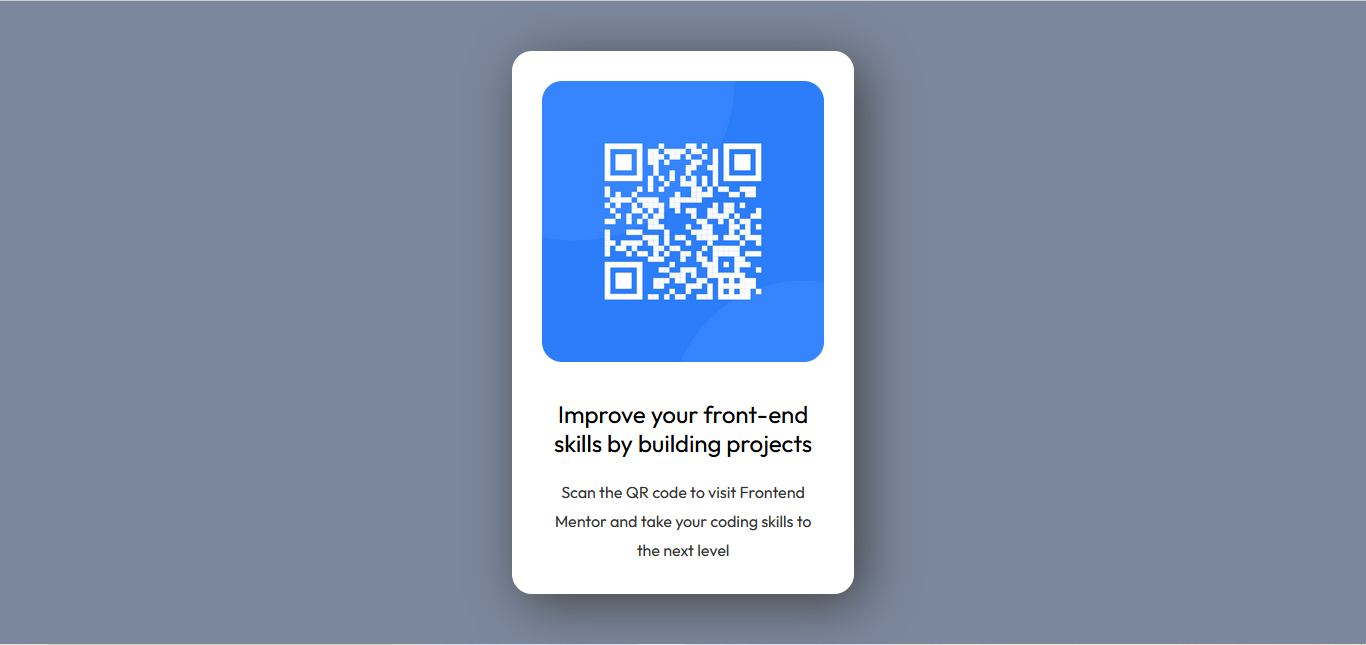 Improve your front-end
skills by building projects
Scan the QR code to visit Frontend
Mentor and take your coding skills to
the next level